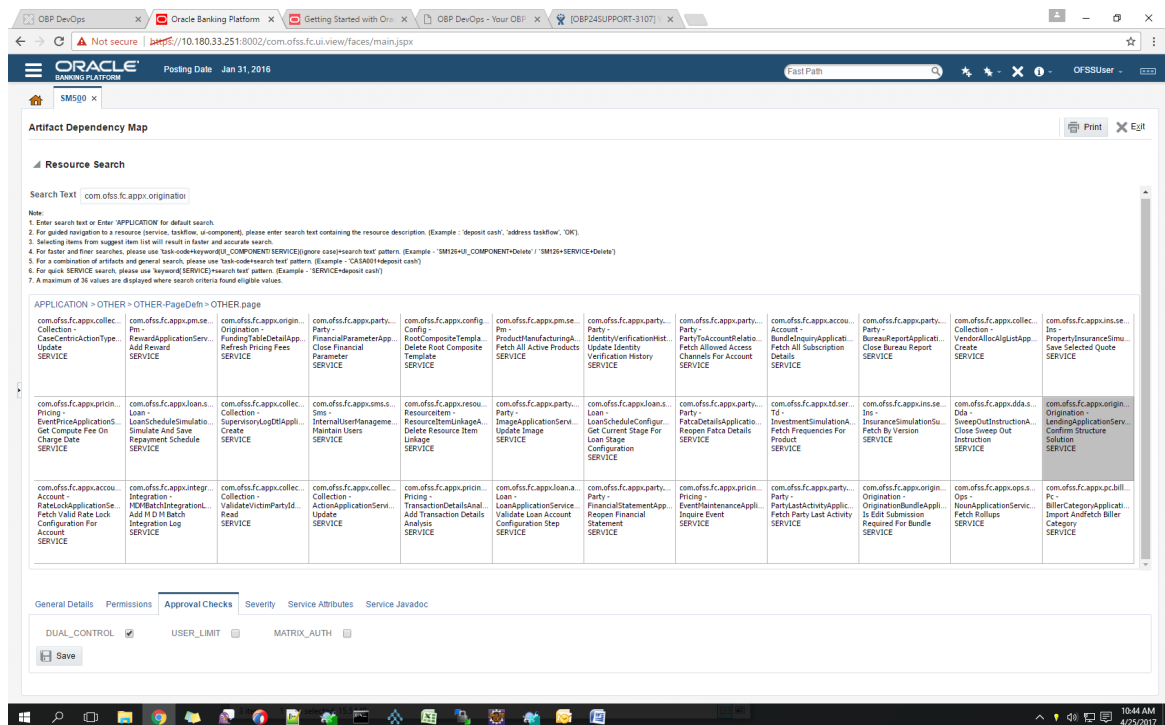 OBP DevOps
Oracle Banking Platform
Getting Started with Ora
OBP DevOps - Your OBP
[OBP24SUPPORT-3107]
Not secure | https://10.180.33.251:8002/com.ofss.fc.ui.view/faces/main.jspx
ORACLE
BANKING PLATFORM
Posting Date Jan 31, 2016
Fast Path
OFSSUser
SM500
Artifact Dependency Map
Print
Exit
Resource Search
Search Text com.ofss.fc.appx.origination
Note:
1. Enter search text or Enter 'APPLICATION' for default search.
2. For guided navigation to a resource (service, taskflow, ui-component), please enter search text containing the resource description. (Example : 'deposit cash', 'address taskflow', 'OK').
3. Selecting items from suggest item list will result in faster and accurate search.
4. For faster and finer searches, please use 'task-code+keyword(UI_COMPONENT/SERVICE)(ignore case)+search text' pattern. (Example - 'SM126+UI_COMPONENT+Delete' / 'SM126+SERVICE+Delete')
5. For a combination of artifacts and general search, please use 'task-code+search text' pattern. (Example - 'CASA001+deposit cash')
6. For quick SERVICE search, please use 'keyword(SERVICE)+search text' pattern. (Example - 'SERVICE+deposit cash')
7. A maximum of 36 values are displayed where search criteria found eligible values.
APPLICATION > OTHER > OTHER-PageDefn > OTHER.page
com.ofss.fc.appx.collec...
Collection -
CaseCentricActionType...
Update
SERVICE
com.ofss.fc.appx.pm.se...
Pm -
RewardApplicationServ...
Add Reward
SERVICE
com.ofss.fc.appx.origin...
Origination -
FundingTableDetailApp...
Refresh Pricing Fees
SERVICE
com.ofss.fc.appx.party....
Party -
FinancialParameterApp...
Close Financial
Parameter
SERVICE
com.ofss.fc.appx.config...
Config -
RootCompositeTempla...
Delete Root Composite
Template
SERVICE
com.ofss.fc.appx.pm.se...
Pm -
ProductManufacturingA...
Fetch All Active Products
SERVICE
com.ofss.fc.appx.party....
Party -
IdentityVerificationHist...
Update Identity
Verification History
SERVICE
com.ofss.fc.appx.party....
Party -
PartyToAccountRelatio...
Fetch Allowed Access
Channels For Account
SERVICE
com.ofss.fc.appx.accou...
Account -
BundleInquiryApplicati...
Fetch All Subscription
Details
SERVICE
com.ofss.fc.appx.party....
Party -
BureauReportApplicati...
Close Bureau Report
SERVICE
com.ofss.fc.appx.collec...
Collection -
VendorAllocAlgListApp...
Create
SERVICE
com.ofss.fc.appx.ins.se...
Ins -
PropertyInsuranceSimu...
Save Selected Quote
SERVICE
com.ofss.fc.appx.pricin...
Pricing -
EventPriceApplicationS...
Get Compute Fee On
Charge Date
SERVICE
com.ofss.fc.appx.loan.s...
Loan -
LoanScheduleSimulatio...
Simulate And Save
Repayment Schedule
SERVICE
com.ofss.fc.appx.collec...
Collection -
SupervisoryLogDtlAppli...
Create
SERVICE
com.ofss.fc.appx.sms.s...
Sms -
InternalUserManageme...
Maintain Users
SERVICE
com.ofss.fc.appx.resou...
Resourceitem -
ResourceItemLinkageA...
Delete Resource Item
Linkage
SERVICE
com.ofss.fc.appx.party....
Party -
ImageApplicationServi...
Update Image
SERVICE
com.ofss.fc.appx.loan.s...
Loan -
LoanScheduleConfigur...
Get Current Stage For
Loan Stage
Configuration
SERVICE
com.ofss.fc.appx.party....
Party -
FatcaDetailsApplicatio...
Reopen Fatca Details
SERVICE
com.ofss.fc.appx.td.ser...
Td -
InvestmentSimulationA...
Fetch Frequencies For
Product
SERVICE
com.ofss.fc.appx.ins.se...
Ins -
InsuranceSimulationSu...
Fetch By Version
SERVICE
com.ofss.fc.appx.dda.s...
Dda -
SweepOutInstructionA...
Close Sweep Out
Instruction
SERVICE
com.ofss.fc.appx.origin...
Origination -
LendingApplicationServ...
Confirm Structure
Solution
SERVICE
com.ofss.fc.appx.accou...
Account -
RateLockApplicationSe...
Fetch Valid Rate Lock
Configuration For
Account
SERVICE
com.ofss.fc.appx.integr...
Integration -
MDMBatchIntegrationL...
Add M D M Batch
Integration Log
SERVICE
com.ofss.fc.appx.collec...
Collection -
ValidateVictimPartyId...
Read
SERVICE
com.ofss.fc.appx.collec...
Collection -
ActionApplicationServi...
Update
SERVICE
com.ofss.fc.appx.pricin...
Pricing -
TransactionDetailsAnal...
Add Transaction Details
Analysis
SERVICE
com.ofss.fc.appx.loan.a...
Loan -
LoanApplicationService...
Validate Loan Account
Configuration Step
SERVICE
com.ofss.fc.appx.party....
Party -
FinancialStatementApp...
Reopen Financial
Statement
SERVICE
com.ofss.fc.appx.pricin...
Pricing -
EventMaintenanceAppli...
Inquire Event
SERVICE
com.ofss.fc.appx.party....
Party -
PartyLastActivityApplic...
Fetch Party Last Activity
SERVICE
com.ofss.fc.appx.origin...
Origination -
OriginationBundleAppli...
Is Edit Submission
Required For Bundle
SERVICE
com.ofss.fc.appx.ops.s...
Ops -
NounApplicationServic...
Fetch Rollups
SERVICE
com.ofss.fc.appx.pc.bill...
Pc -
BillerCategoryApplicati...
Import Andfetch Biller
Category
SERVICE
General Details Permissions Approval Checks Severity Service Attributes Service Javadoc
DUAL_CONTROL USER_LIMIT MATRIX_AUTH
Save
10:44 AM
4/25/2017